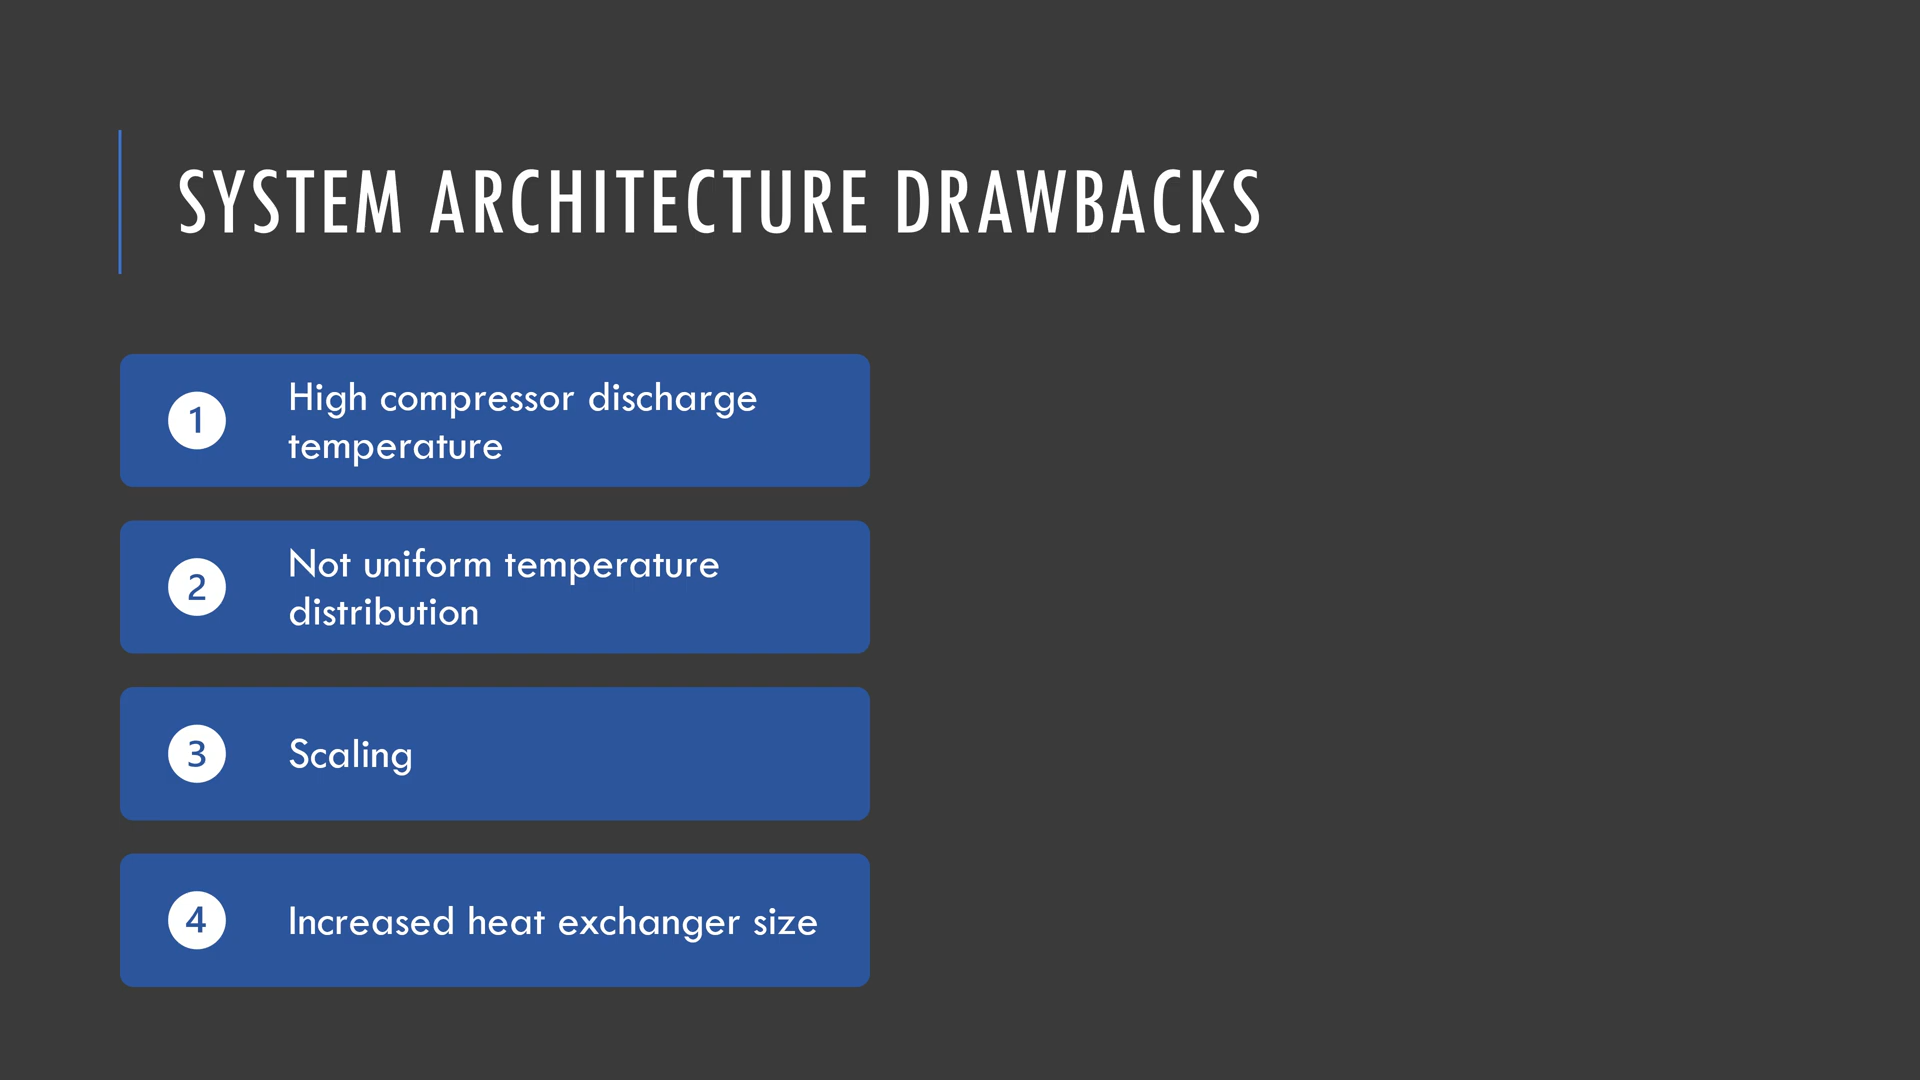 SYSTEM ARCHITECTURE DRAWBACKS
1
High compressor discharge
temperature
2
Not uniform temperature
distribution
3
Scaling
4
Increased heat exchanger size